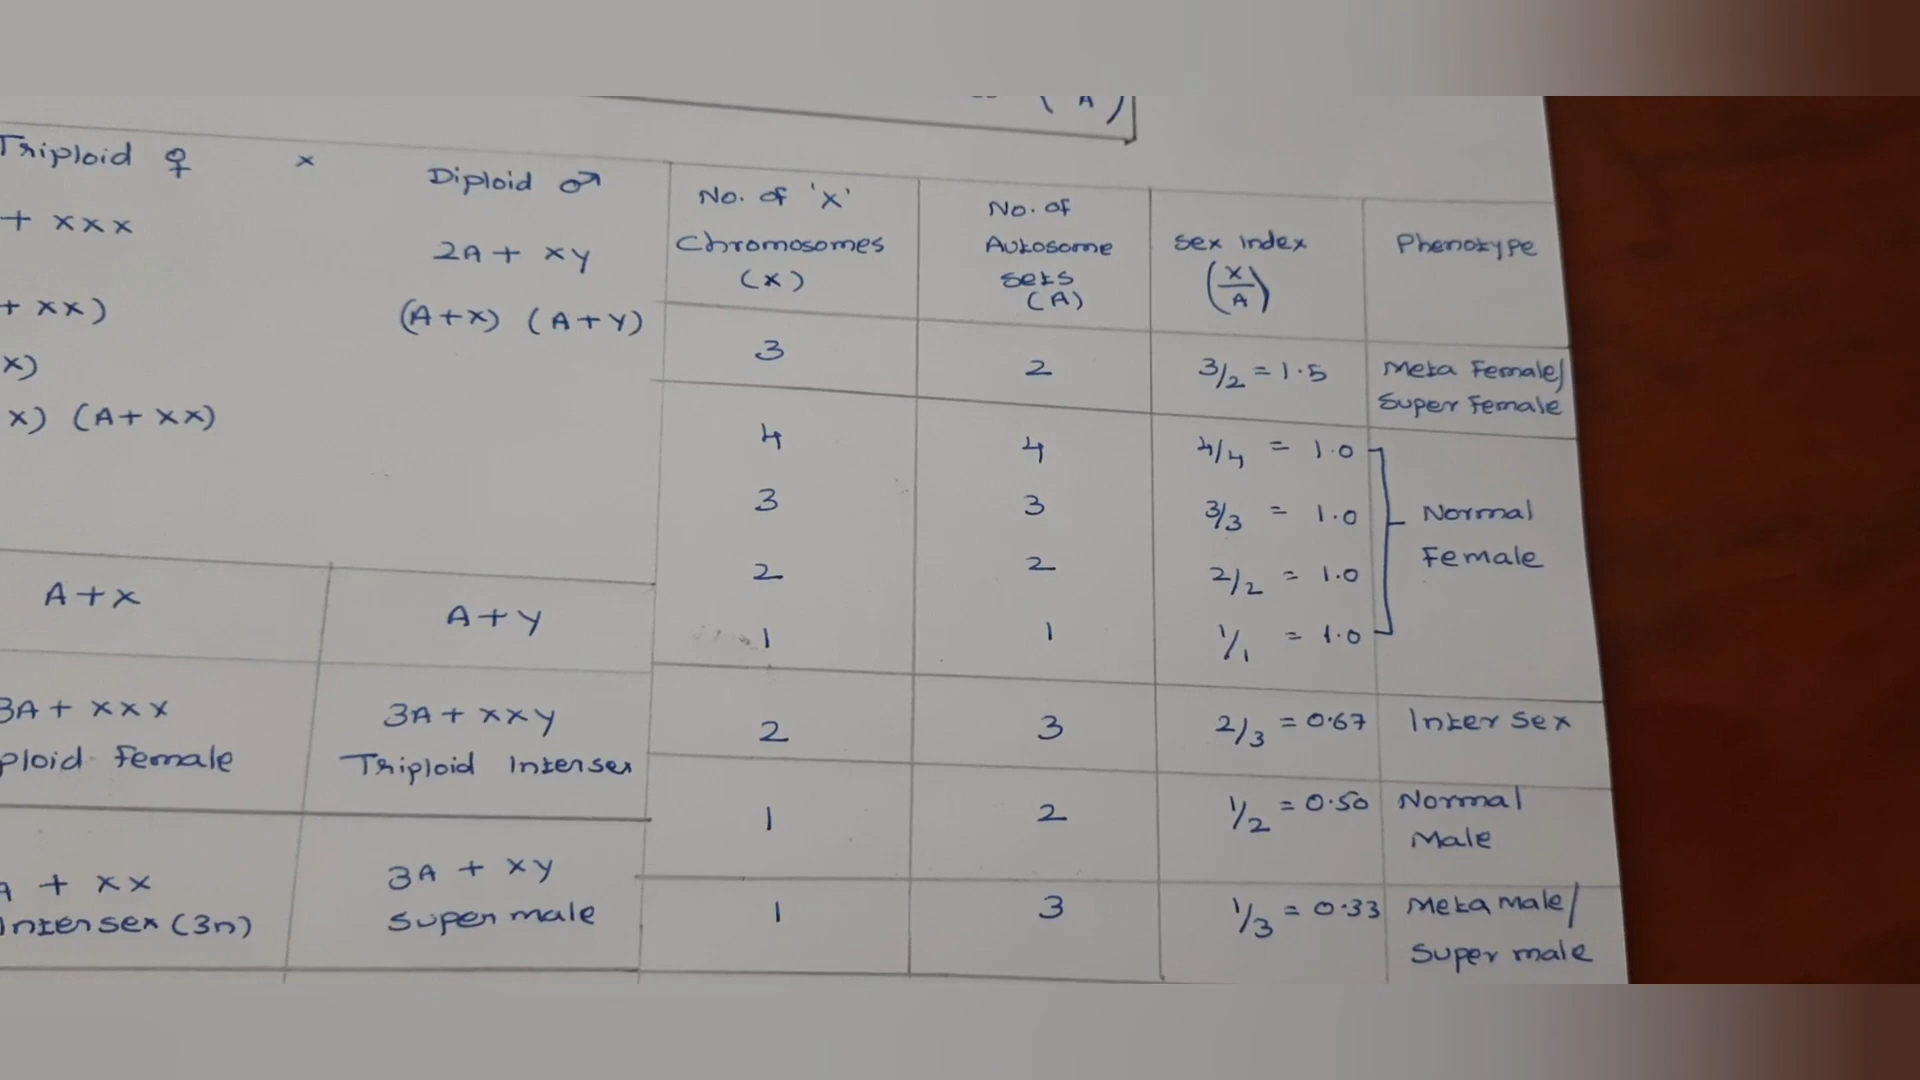 (A)
Triploid ♀ × Diploid ♂
+ XXX
2A + XY
+ XX)
(A+X) (A+Y)
X)
X) (A+ XX)
A+X
A+Y
3A + XXX
ploid Female
3A + XXY
Triploid Intersex
A + XX
Intersex (3n)
3A + XY
Super male
No. of 'X'
Chromosomes
(X)
No. of
Autosome
sets
(A)
Sex Index
(X/A)
Phenotype
3 2 3/2 = 1.5 Meta Female/
Super Female
4 4 4/4 = 1.0
3 3 3/3 = 1.0 Normal
2 2 2/2 = 1.0 Female
1 1 1/1 = 1.0
2 3 2/3 = 0.67 Inter sex
1 2 1/2 = 0.50 Normal
Male
1 3 1/3 = 0.33 Meta male/
Super male